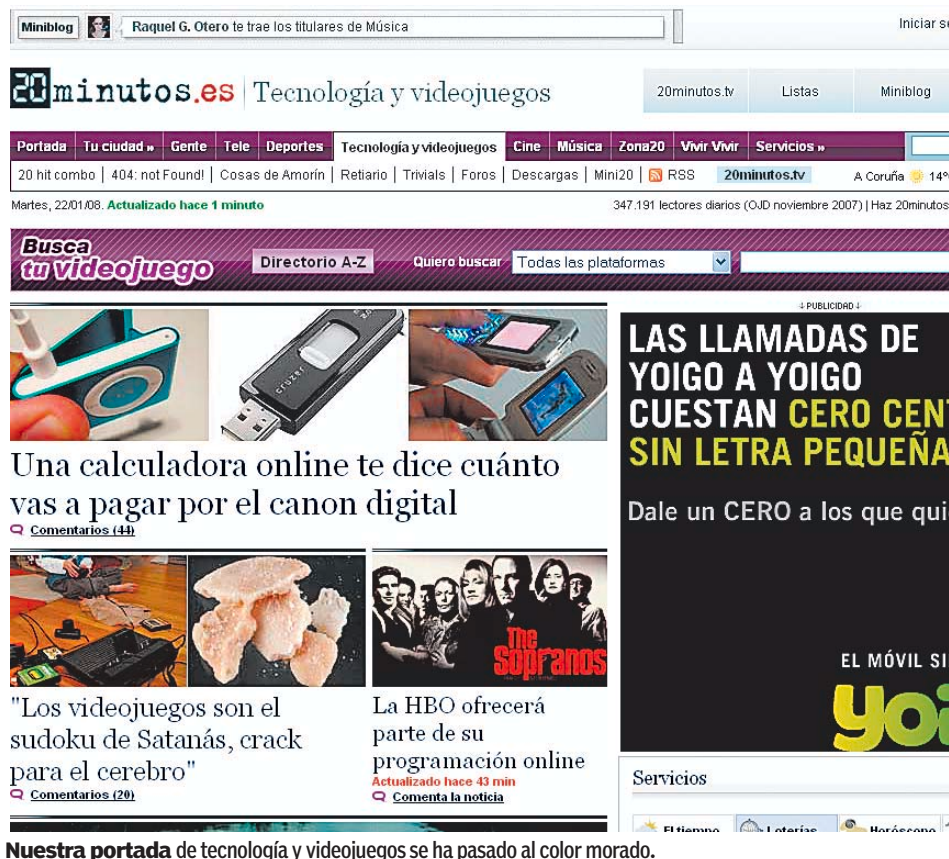 Miniblog Raquel G. Otero te trae los titulares de Música
Iniciar
20minutos.es Tecnología y videojuegos
20minutos.tv Listas Miniblog
Portada Tu ciudad » Gente Tele Deportes Tecnología y videojuegos Cine Música Zona20 Vivir Vivir Servicios »
20 hit combo | 404: not Found! | Cosas de Amorín | Retiario | Trivials | Foros | Descargas | Mini20 | RSS 20minutos.tv A Coruña 14º
Martes, 22/01/08. Actualizado hace 1 minuto 347.191 lectores diarios (OJD noviembre 2007) | Haz 20minutos
Busca
tu videojuego
Directorio A-Z Quiero buscar Todas las plataformas
PUBLICIDAD
LAS LLAMADAS DE
YOIGO A YOIGO
CUESTAN CERO CENT
SIN LETRA PEQUEÑA
Dale un CERO a los que qui
EL MÓVIL SI
yoi
cruzer
Una calculadora online te dice cuánto
vas a pagar por el canon digital
Comentarios (44)
"Los videojuegos son el
sudoku de Satanás, crack
para el cerebro"
Comentarios (20)
The
Sopranos
La HBO ofrecerá
parte de su
programación online
Actualizado hace 43 min
Comenta la noticia
Servicios
El tiempo Loterías Horóscopo
Nuestra portada de tecnología y videojuegos se ha pasado al color morado.